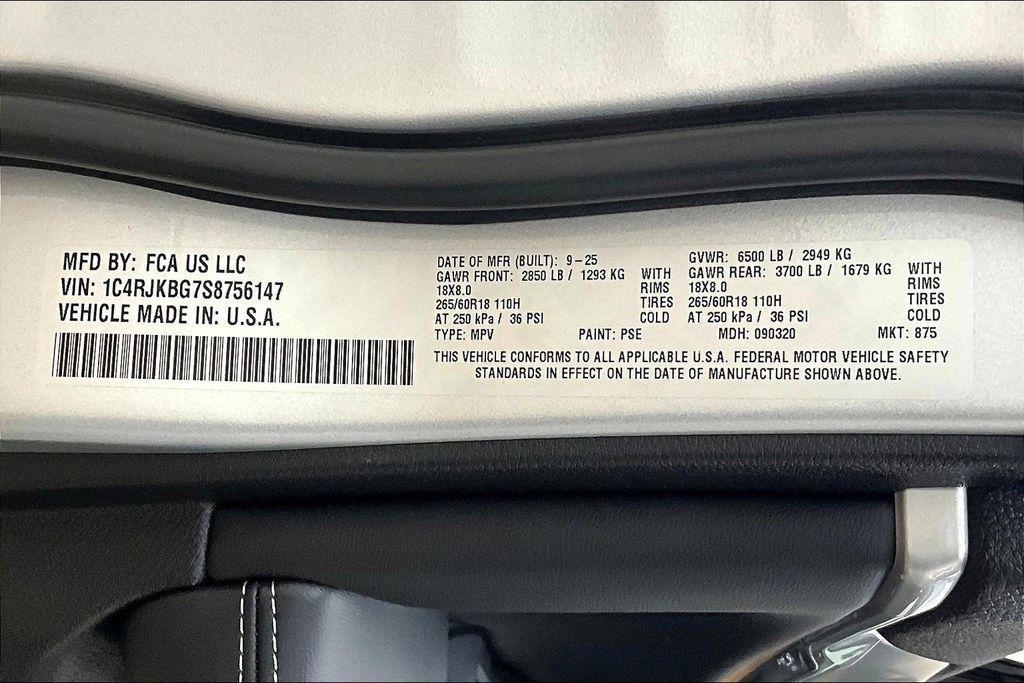 MFD BY: FCA US LLC
VIN: 1C4RJKBG7S8756147
VEHICLE MADE IN: U.S.A.
DATE OF MFR (BUILT): 9-25
GAWR FRONT: 2850 LB / 1293 KG WITH
18X8.0 RIMS
265/60R18 110H TIRES
AT 250 kPa / 36 PSI COLD
GVWR: 6500 LB / 2949 KG
GAWR REAR: 3700 LB / 1679 KG WITH
18X8.0 RIMS
265/60R18 110H TIRES
AT 250 kPa / 36 PSI COLD
TYPE: MPV PAINT: PSE MDH: 090320 MKT: 875
THIS VEHICLE CONFORMS TO ALL APPLICABLE U.S.A. FEDERAL MOTOR VEHICLE SAFETY
STANDARDS IN EFFECT ON THE DATE OF MANUFACTURE SHOWN ABOVE.